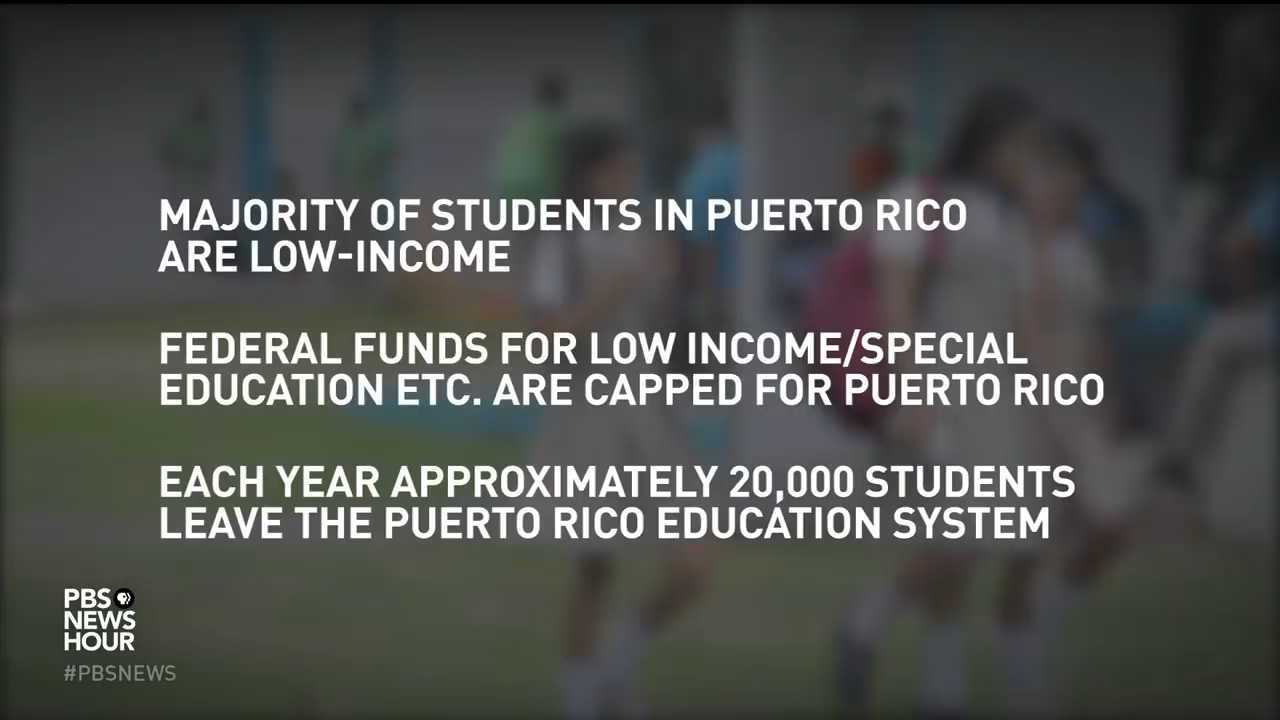 MAJORITY OF STUDENTS IN PUERTO RICO
ARE LOW-INCOME
FEDERAL FUNDS FOR LOW INCOME/SPECIAL
EDUCATION ETC. ARE CAPPED FOR PUERTO RICO
EACH YEAR APPROXIMATELY 20,000 STUDENTS
LEAVE THE PUERTO RICO EDUCATION SYSTEM
PBS
NEWS
HOUR
#PBSNEWS